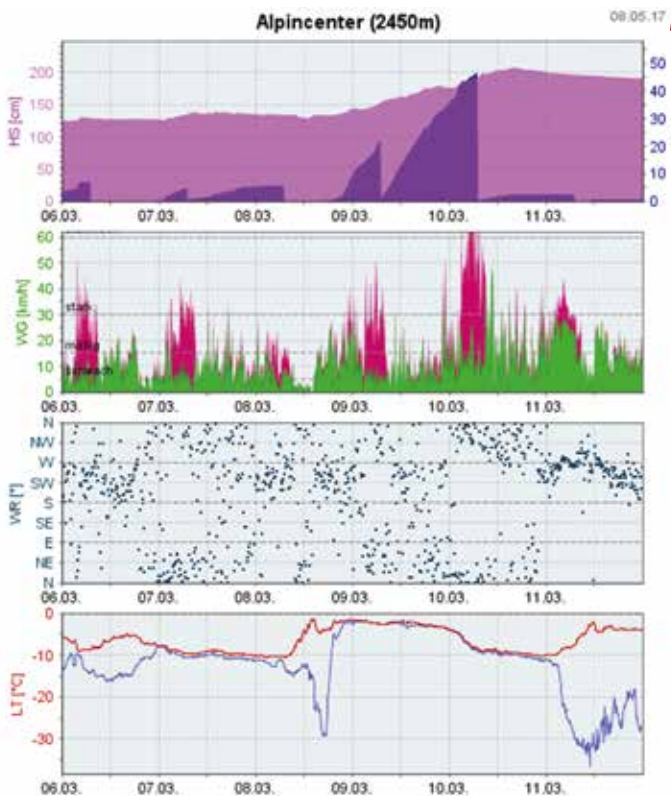 Alpincenter (2450m)
08.05.17
HS [cm]
200
150
100
50
0
50
40
30
20
10
0
06.03. 07.03. 08.03. 09.03. 10.03. 11.03.
WG [km/h]
60
50
40
30
20
10
0
stark
mäßig
schwach
06.03. 07.03. 08.03. 09.03. 10.03. 11.03.
WR [°]
N
NW
W
SW
S
SE
E
NE
N
06.03. 07.03. 08.03. 09.03. 10.03. 11.03.
LT [°C]
0
-10
-20
-30
06.03. 07.03. 08.03. 09.03. 10.03. 11.03.